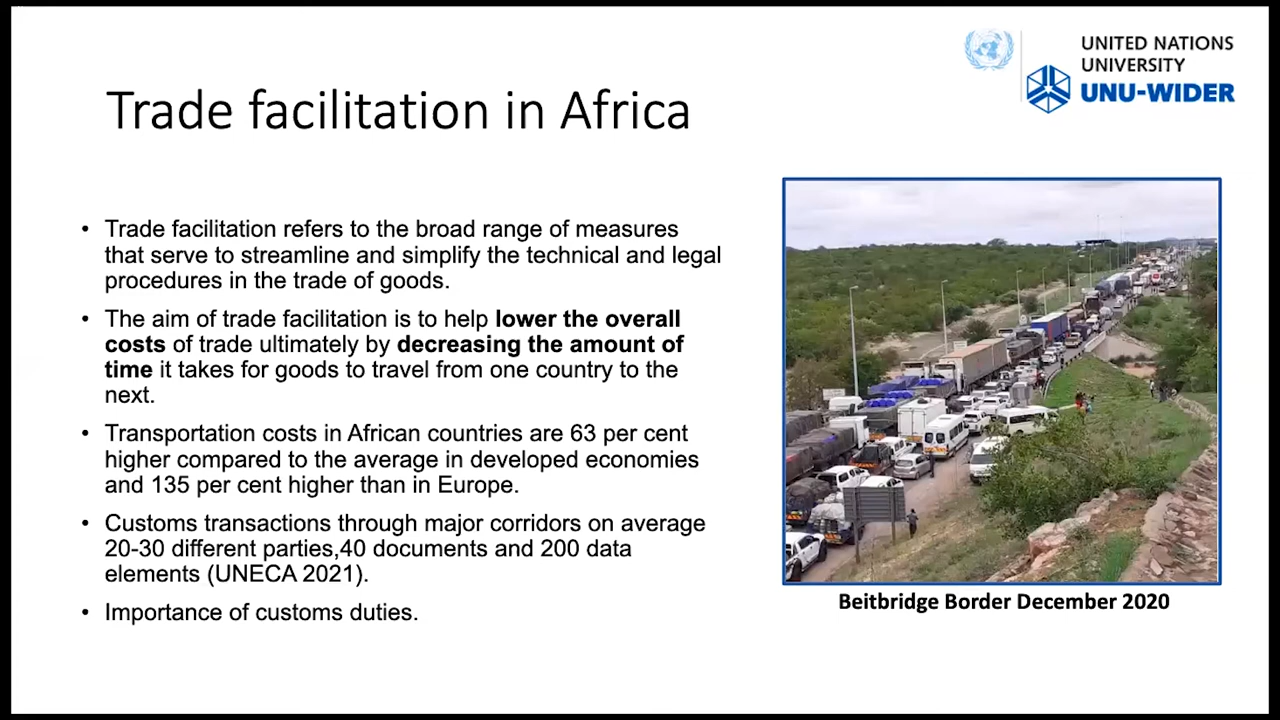 UNITED NATIONS
UNIVERSITY
UNU-WIDER
Trade facilitation in Africa
• Trade facilitation refers to the broad range of measures
that serve to streamline and simplify the technical and legal
procedures in the trade of goods.
• The aim of trade facilitation is to help lower the overall
costs of trade ultimately by decreasing the amount of
time it takes for goods to travel from one country to the
next.
• Transportation costs in African countries are 63 per cent
higher compared to the average in developed economies
and 135 per cent higher than in Europe.
• Customs transactions through major corridors on average
20-30 different parties,40 documents and 200 data
elements (UNECA 2021).
• Importance of customs duties.
Beitbridge Border December 2020